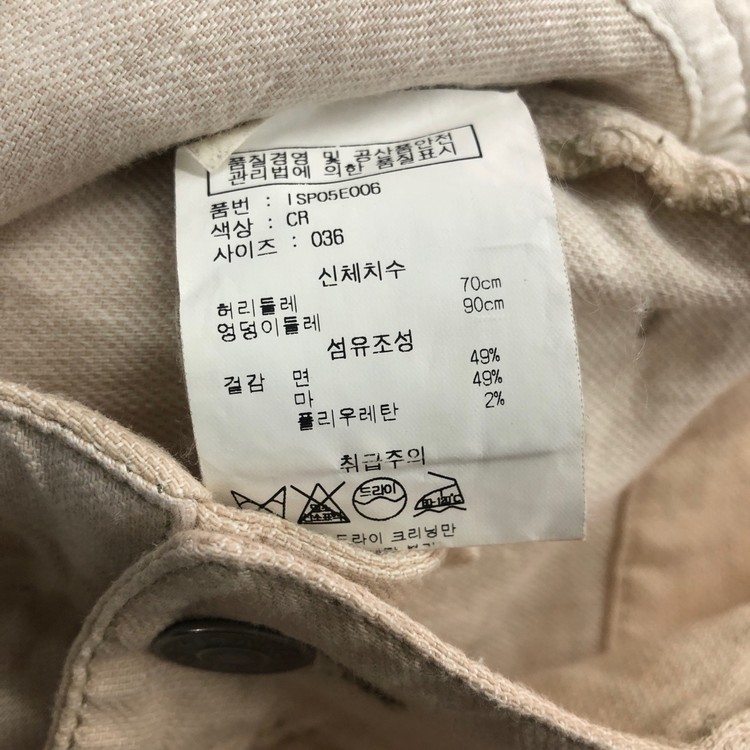 품질경영 및 공산품안전
관리법에 의한 품질표시
품번 : ISP05E006
색상 : CR
사이즈 : 036
신체치수
허리둘레 70cm
엉덩이둘레 90cm
섬유조성
겉감 면 49%
마 49%
폴리우레탄 2%
취급주의
드라이
80-120℃
드라이 크리닝만